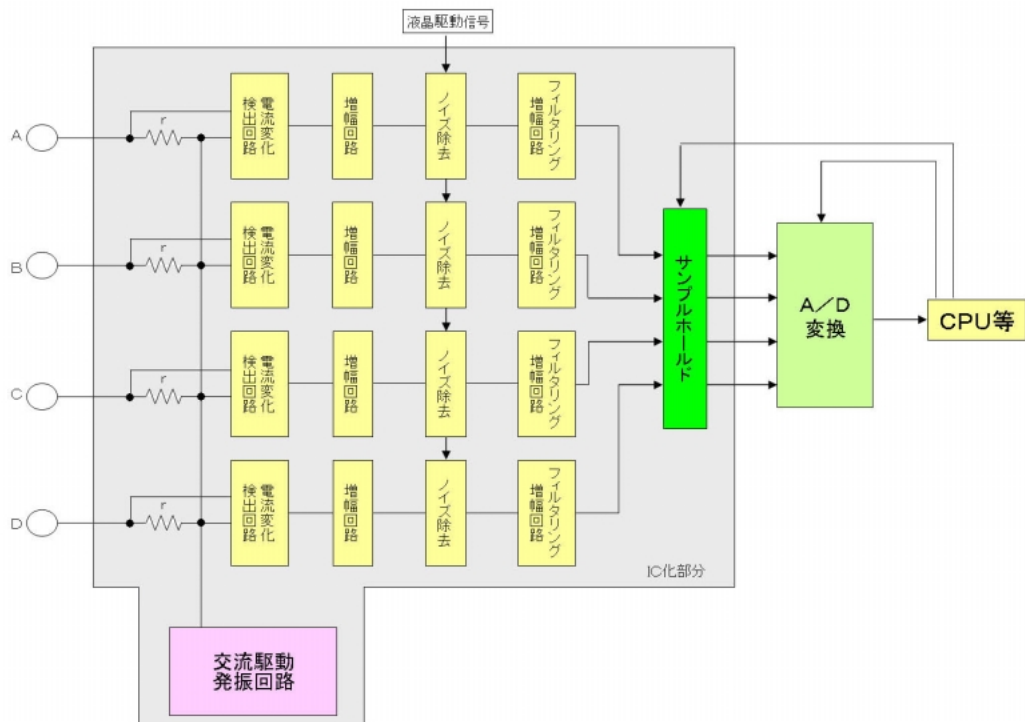 液晶駆動信号
A
r
電流変化
検出回路
増幅回路
ノイズ除去
フィルタリング
増幅回路
B
r
電流変化
検出回路
増幅回路
ノイズ除去
フィルタリング
増幅回路
C
r
電流変化
検出回路
増幅回路
ノイズ除去
フィルタリング
増幅回路
D
r
電流変化
検出回路
増幅回路
ノイズ除去
フィルタリング
増幅回路
サンプルホールド
A/D
変換
CPU等
IC化部分
交流駆動
発振回路